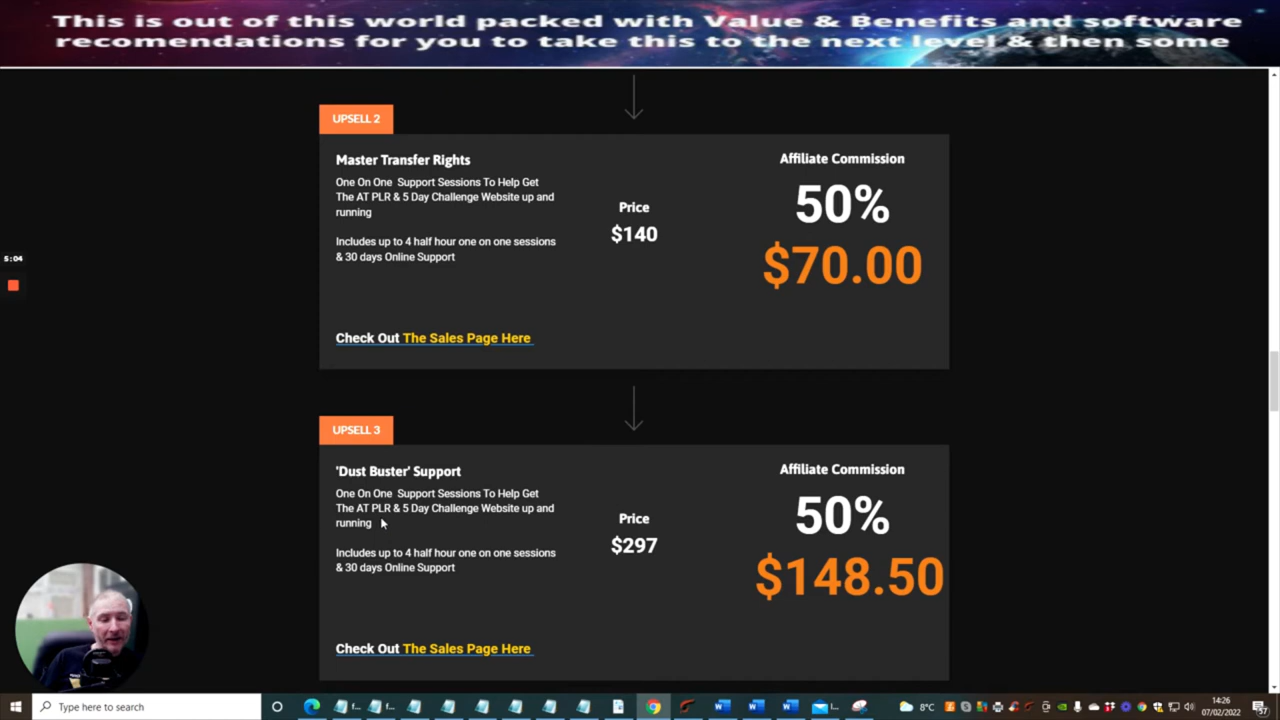 This is out of this world packed with Value & Benefits and software
recomendations for you to take this to the next level & then some
UPSELL 2
Master Transfer Rights
One On One Support Sessions To Help Get
The AT PLR & 5 Day Challenge Website up and
running
Includes up to 4 half hour one on one sessions
& 30 days Online Support
Check Out The Sales Page Here
Price
$140
Affiliate Commission
50%
$70.00
5:04
UPSELL 3
'Dust Buster' Support
One On One Support Sessions To Help Get
The AT PLR & 5 Day Challenge Website up and
running
Includes up to 4 half hour one on one sessions
& 30 days Online Support
Check Out The Sales Page Here
Price
$297
Affiliate Commission
50%
$148.50
Type here to search
f...
f...
8°C
14:26
07/02/2022